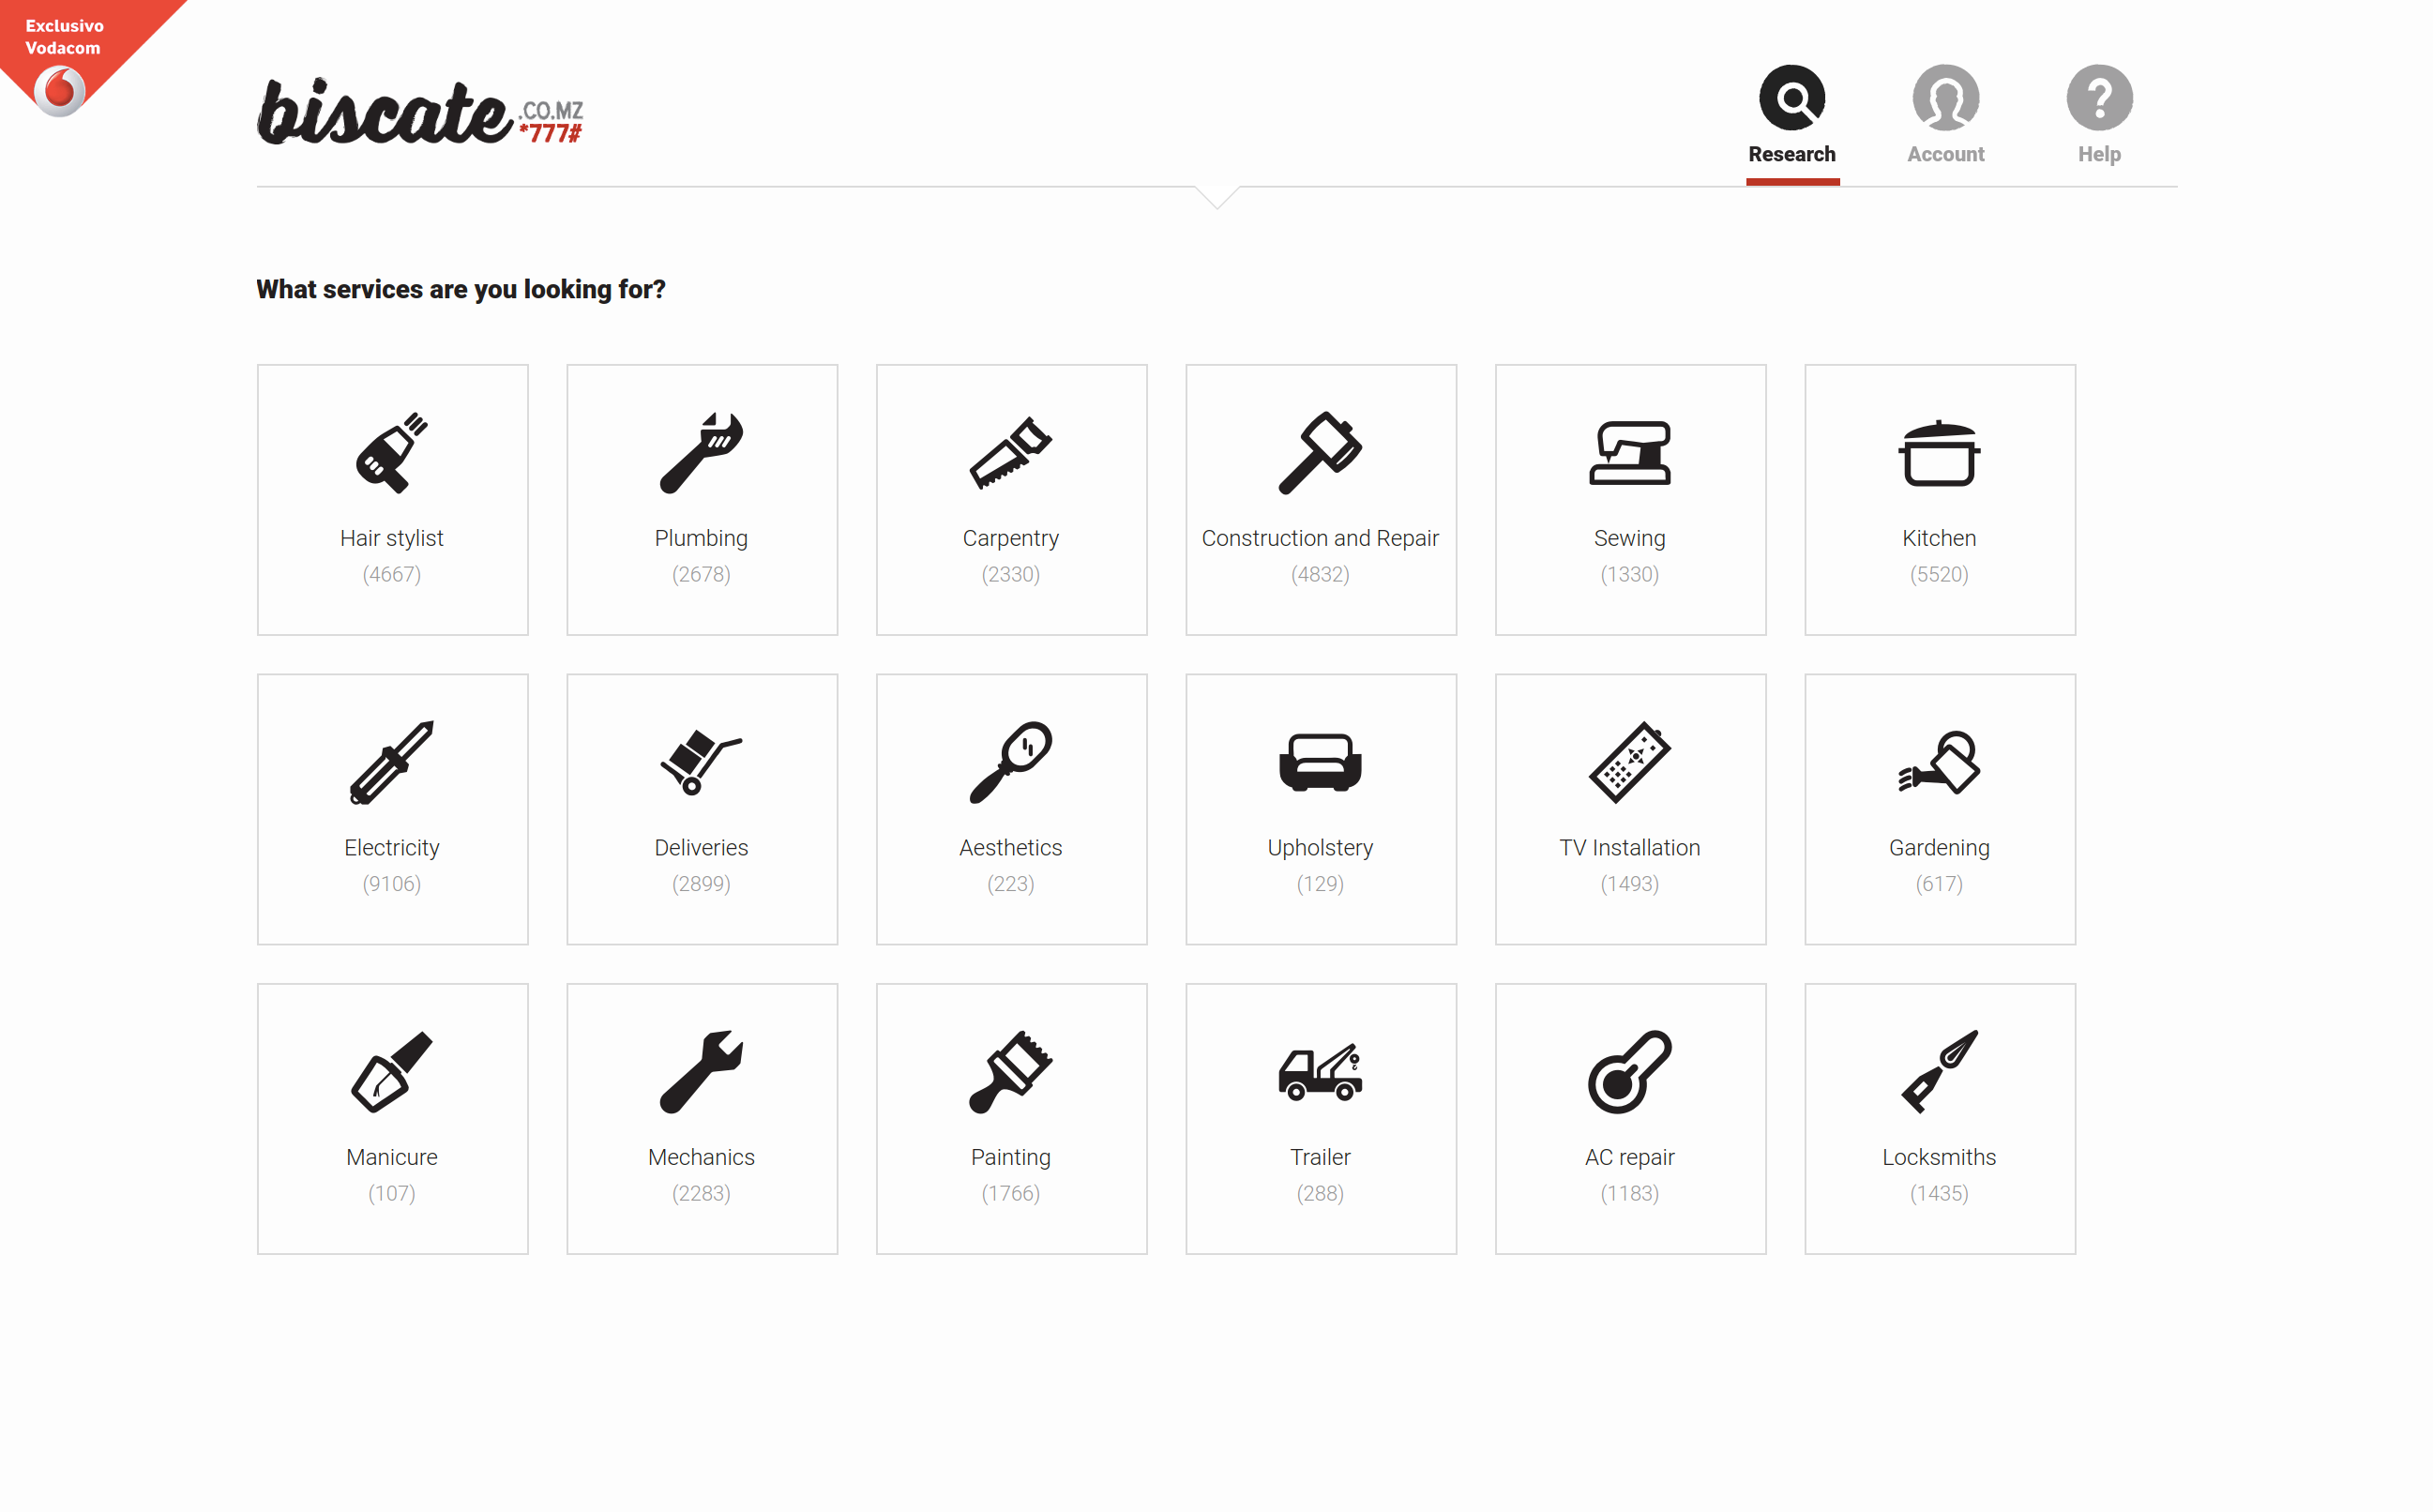 Exclusivo
Vodacom
biscate .CO.MZ
*777#
Research
Account
Help
What services are you looking for?
Hair stylist
(4667)
Plumbing
(2678)
Carpentry
(2330)
Construction and Repair
(4832)
Sewing
(1330)
Kitchen
(5520)
Electricity
(9106)
Deliveries
(2899)
Aesthetics
(223)
Upholstery
(129)
TV Installation
(1493)
Gardening
(617)
Manicure
(107)
Mechanics
(2283)
Painting
(1766)
Trailer
(288)
AC repair
(1183)
Locksmiths
(1435)